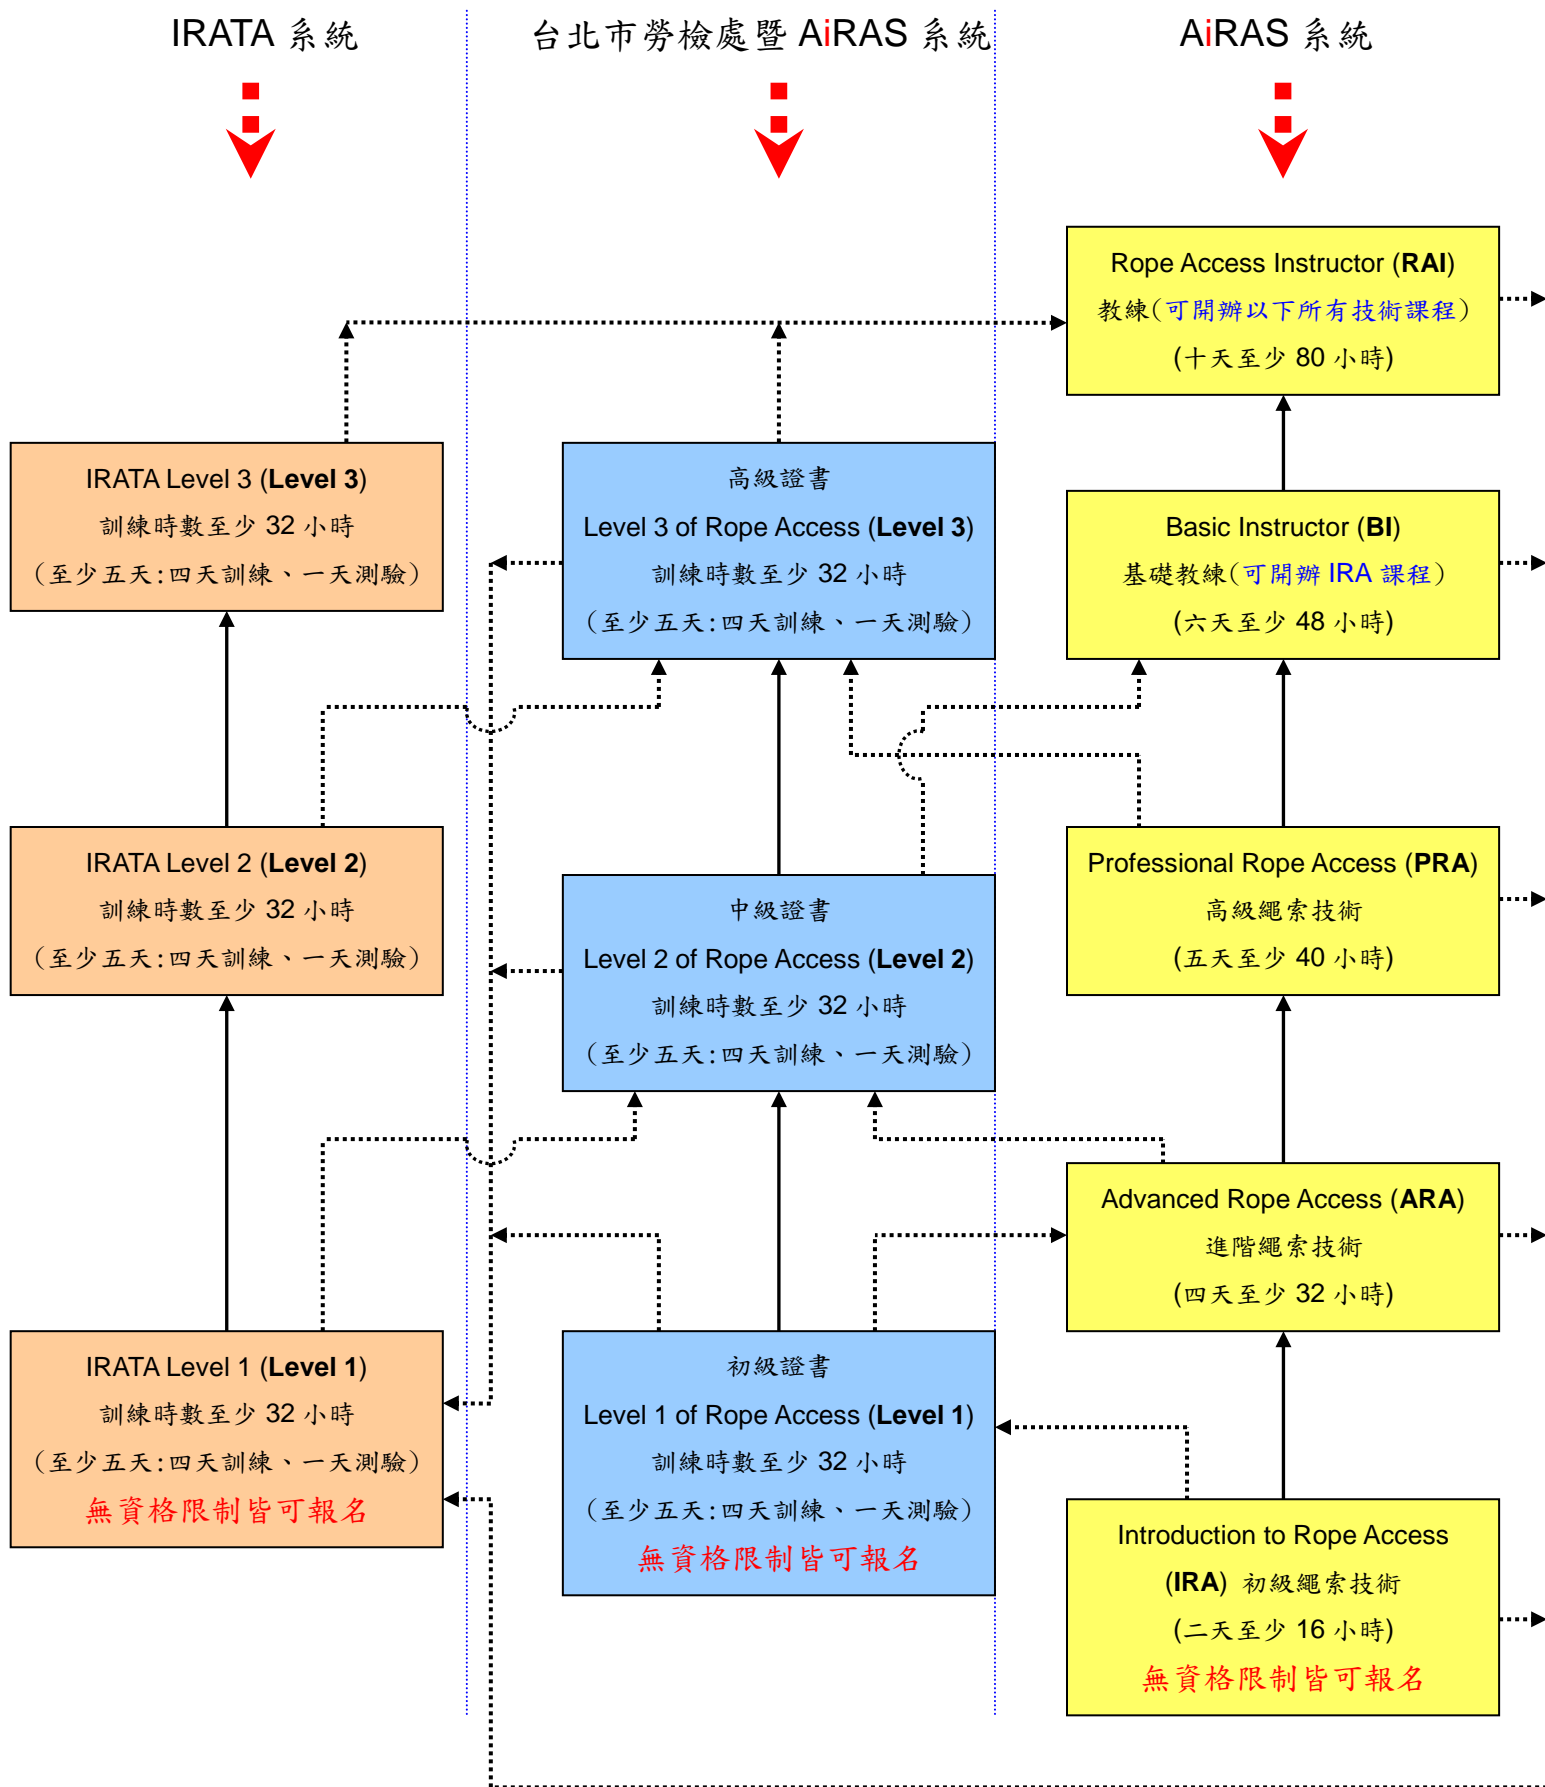 IRATA 系統
台北市勞檢處暨 AiRAS 系統
AiRAS 系統
Rope Access Instructor (RAI)
教練(可開辦以下所有技術課程)
(十天至少 80 小時)
IRATA Level 3 (Level 3)
訓練時數至少 32 小時
(至少五天:四天訓練、一天測驗)
高級證書
Level 3 of Rope Access (Level 3)
訓練時數至少 32 小時
(至少五天:四天訓練、一天測驗)
Basic Instructor (BI)
基礎教練(可開辦 IRA 課程)
(六天至少 48 小時)
IRATA Level 2 (Level 2)
訓練時數至少 32 小時
(至少五天:四天訓練、一天測驗)
中級證書
Level 2 of Rope Access (Level 2)
訓練時數至少 32 小時
(至少五天:四天訓練、一天測驗)
Professional Rope Access (PRA)
高級繩索技術
(五天至少 40 小時)
Advanced Rope Access (ARA)
進階繩索技術
(四天至少 32 小時)
IRATA Level 1 (Level 1)
訓練時數至少 32 小時
(至少五天:四天訓練、一天測驗)
無資格限制皆可報名
初級證書
Level 1 of Rope Access (Level 1)
訓練時數至少 32 小時
(至少五天:四天訓練、一天測驗)
無資格限制皆可報名
Introduction to Rope Access
(IRA) 初級繩索技術
(二天至少 16 小時)
無資格限制皆可報名